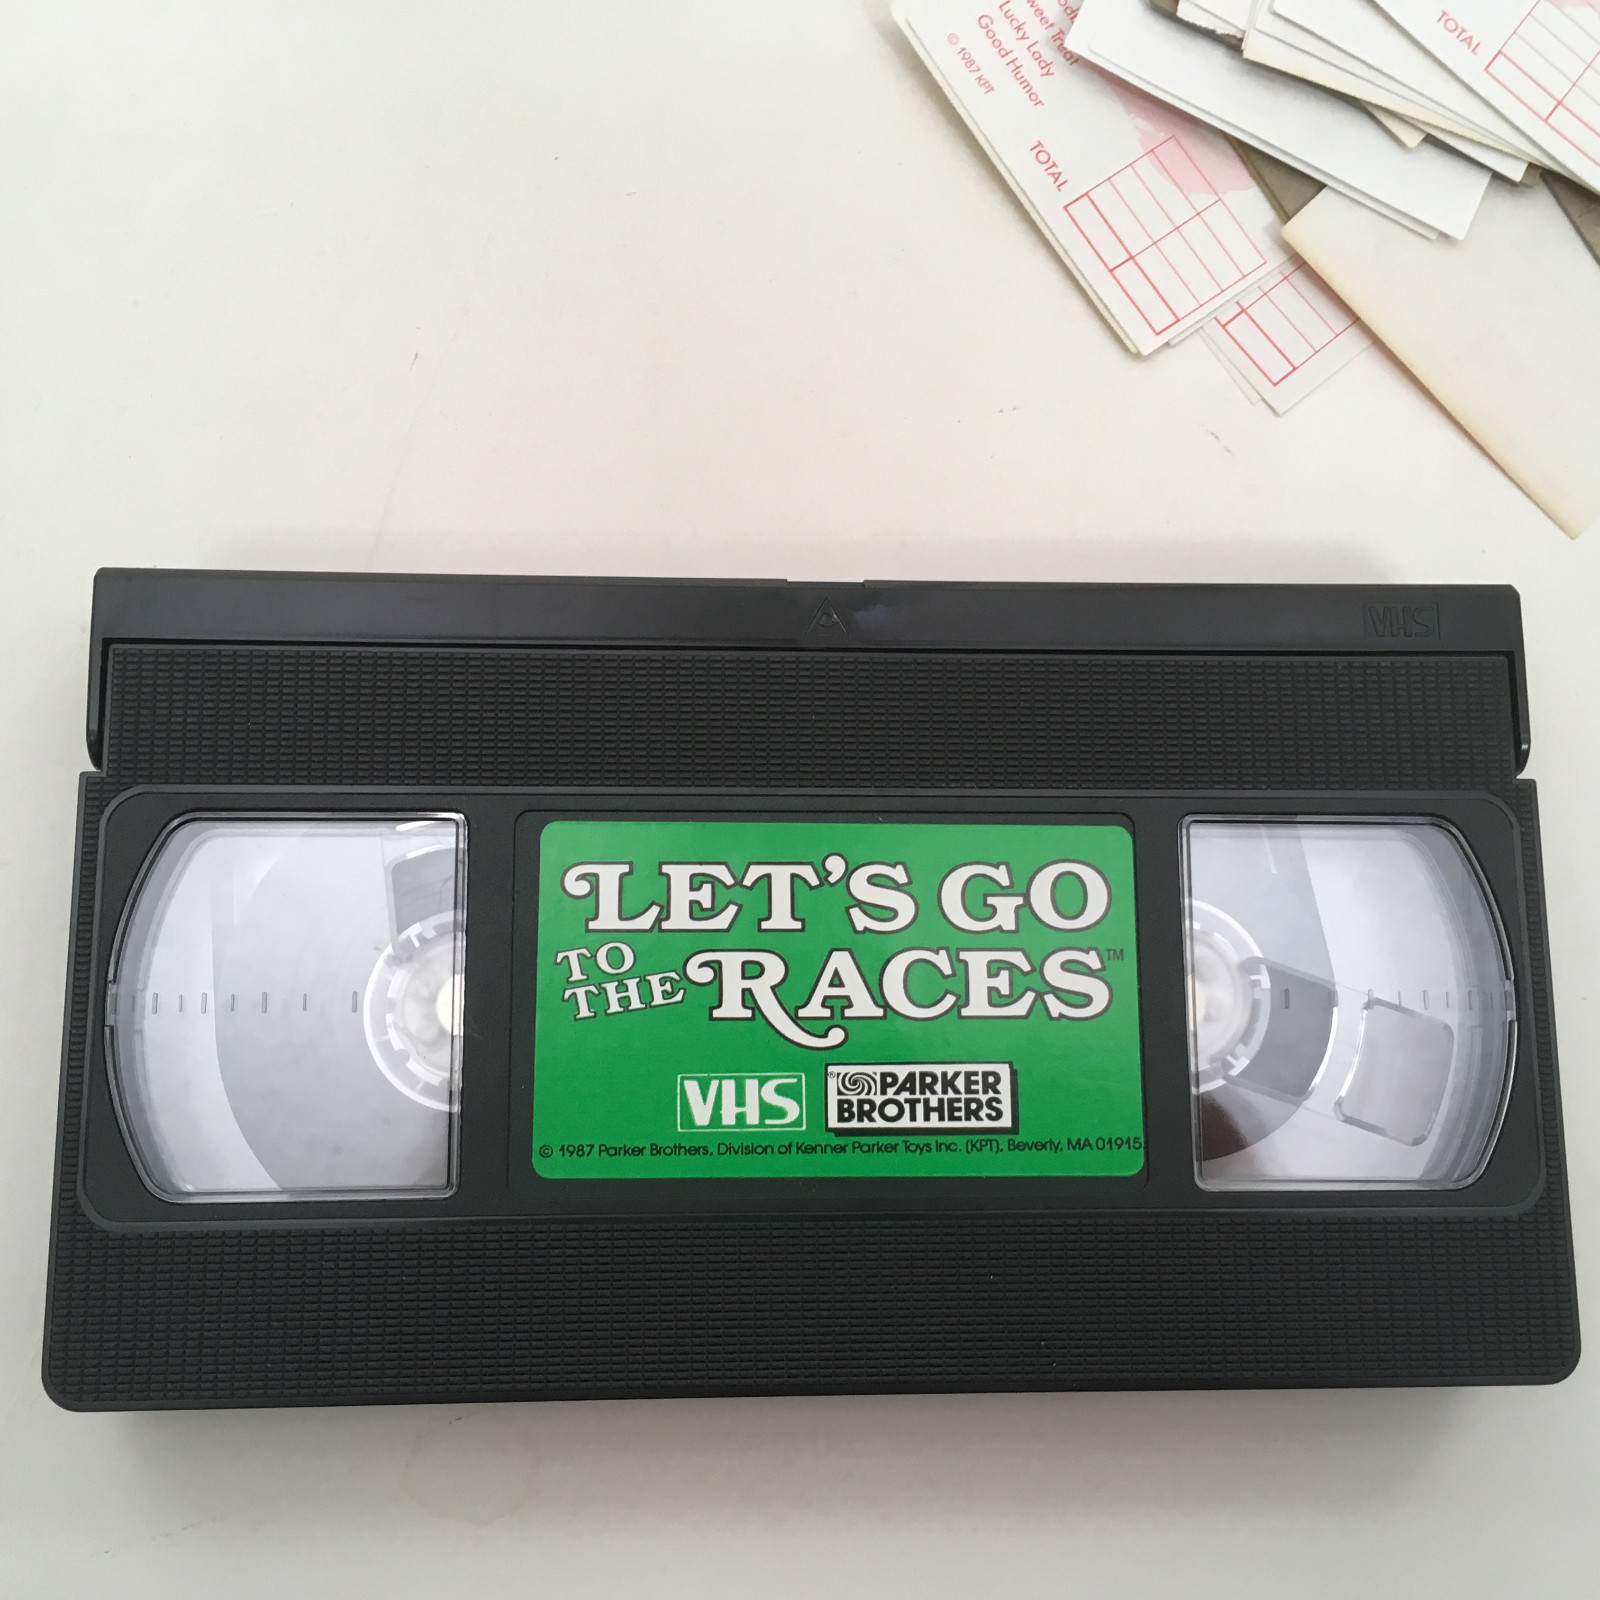 Lucky Lady
Good Humor
© 1987 KPT
TOTAL
TOTAL
VHS
LET'S GO
TO THE RACES™
VHS
® PARKER
BROTHERS
© 1987 Parker Brothers, Division of Kenner Parker Toys Inc. (KPT), Beverly, MA 01915